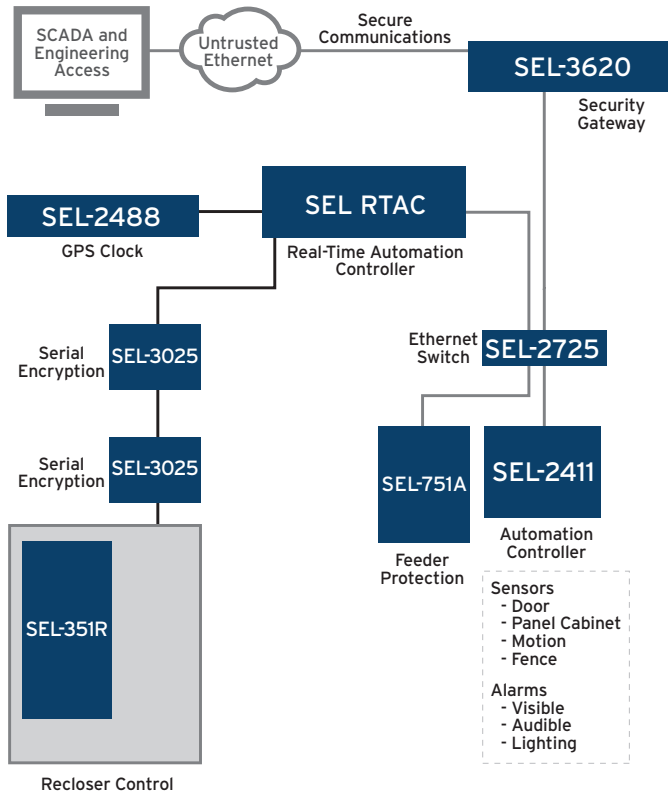 SCADA and
Engineering
Access
Untrusted
Ethernet
Secure
Communications
SEL-3620
Security
Gateway
SEL-2488
GPS Clock
SEL RTAC
Real-Time Automation
Controller
Serial
Encryption
SEL-3025
Ethernet
Switch
SEL-2725
Serial
Encryption
SEL-3025
SEL-751A
Feeder
Protection
SEL-2411
Automation
Controller
Sensors
- Door
- Panel Cabinet
- Motion
- Fence
Alarms
- Visible
- Audible
- Lighting
SEL-351R
Recloser Control